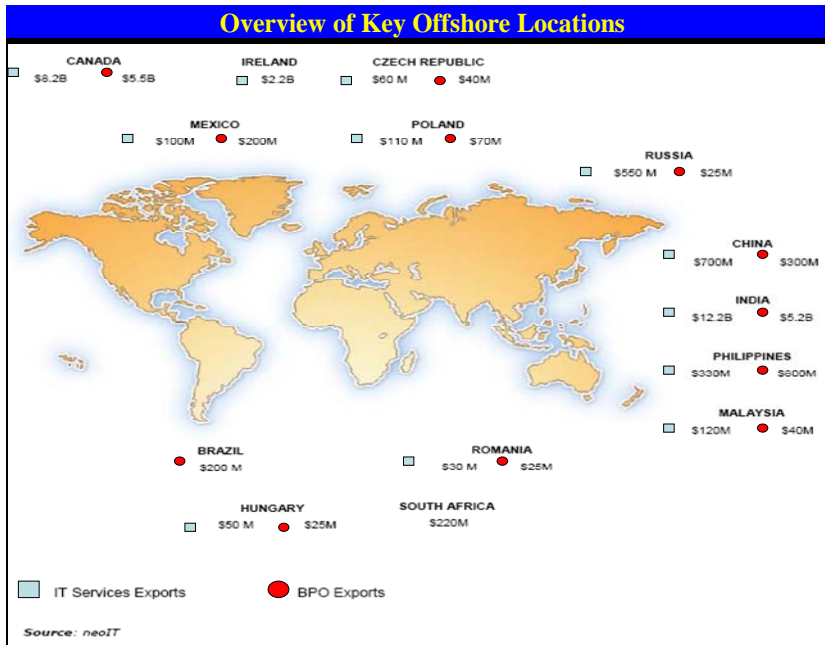 Overview of Key Offshore Locations
CANADA
$8.2B $5.5B
IRELAND
$2.2B
CZECH REPUBLIC
$60 M $40M
MEXICO
$100M $200M
POLAND
$110 M $70M
RUSSIA
$550 M $25M
CHINA
$700M $300M
INDIA
$12.2B $5.2B
PHILIPPINES
$330M $600M
MALAYSIA
$120M $40M
BRAZIL
$200 M
ROMANIA
$30 M $25M
HUNGARY
$50 M $25M
SOUTH AFRICA
$220M
IT Services Exports
BPO Exports
Source: neoIT